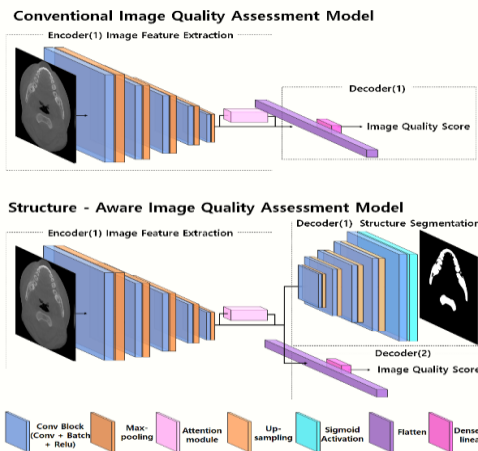 Conventional Image Quality Assessment Model
Encoder(1) Image Feature Extraction
Decoder(1)
Image Quality Score
Structure - Aware Image Quality Assessment Model
Encoder(1) Image Feature Extraction
Decoder(1) Structure Segmentation
Decoder(2)
Image Quality Score
Conv Block
(Conv + Batch
+ Relu)
Max-
pooling
Attention
module
Up-
sampling
Sigmoid
Activation
Flatten
Dense
linea